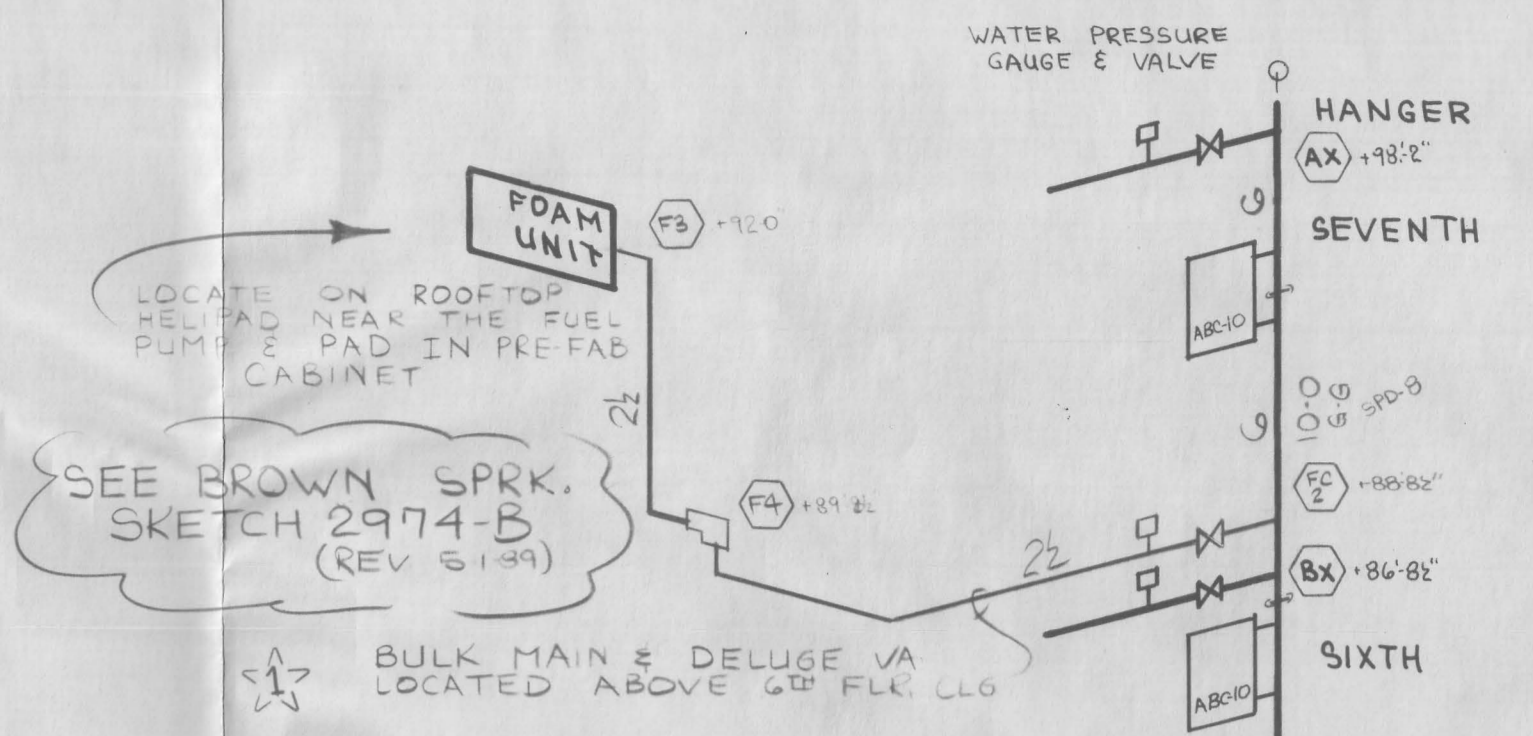 WATER PRESSURE
GAUGE & VALVE
HANGER
AX +98'-2"
FOAM
UNIT
F3 +92'0"
SEVENTH
LOCATE ON ROOFTOP
HELIPAD NEAR THE FUEL
PUMP & PAD IN PRE-FAB
CABINET
ABC-10
2½
10-0
SPD-8
SEE BROWN SPRK.
SKETCH 2974-B
(REV 5-1-89)
F4 +89'8½
FC
2 +88'-8½"
2½
BX +86'-8½"
1
BULK MAIN & DELUGE VA
LOCATED ABOVE 6TH FLR. CLG
SIXTH
ABC-10